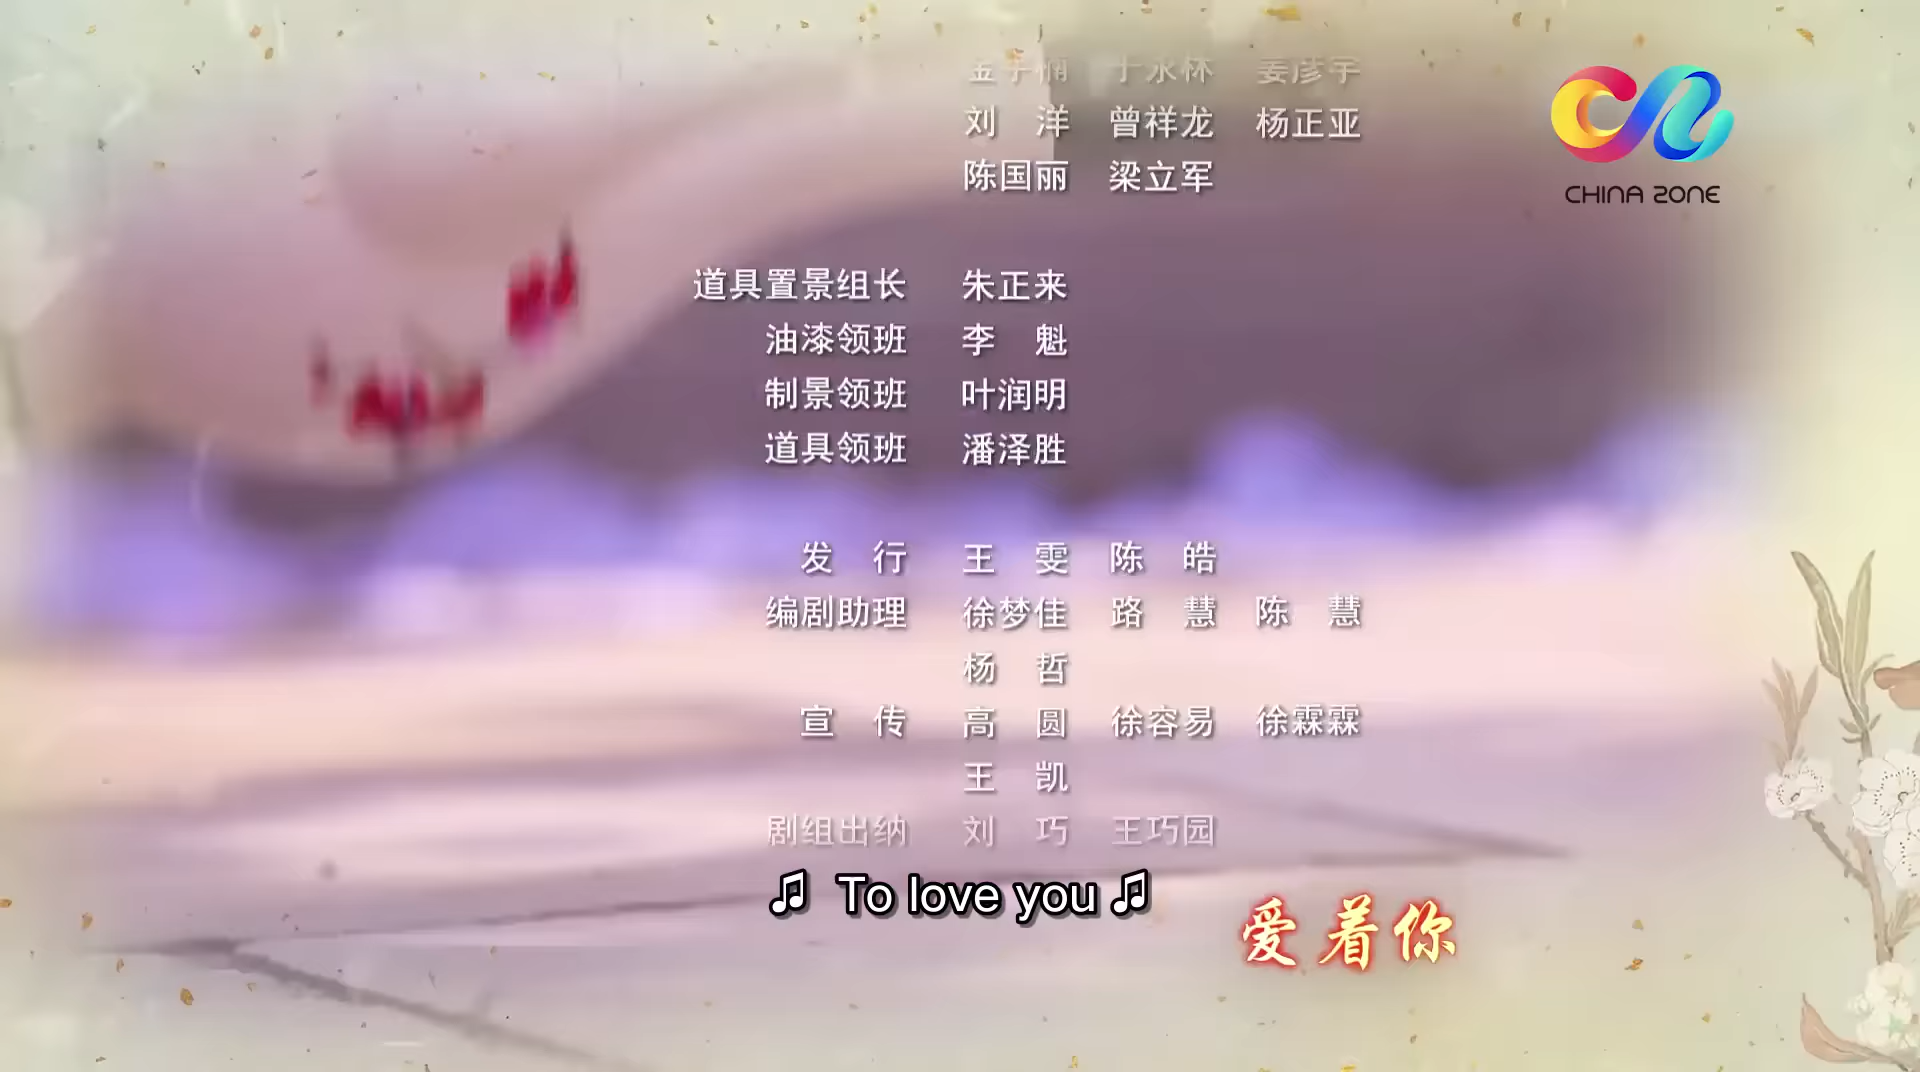 刘 洋 曾祥龙 杨正亚
陈国丽 梁立军
CHINA ZONE
道具置景组长 朱正来
油漆领班 李 魁
制景领班 叶润明
道具领班 潘泽胜
发 行 王 雯 陈 皓
编剧助理 徐梦佳 路 慧 陈 慧
杨 哲
宣 传 高 圆 徐容易 徐霖霖
王 凯
剧组出纳 刘 巧 王巧园
♫ To love you ♫
爱着你